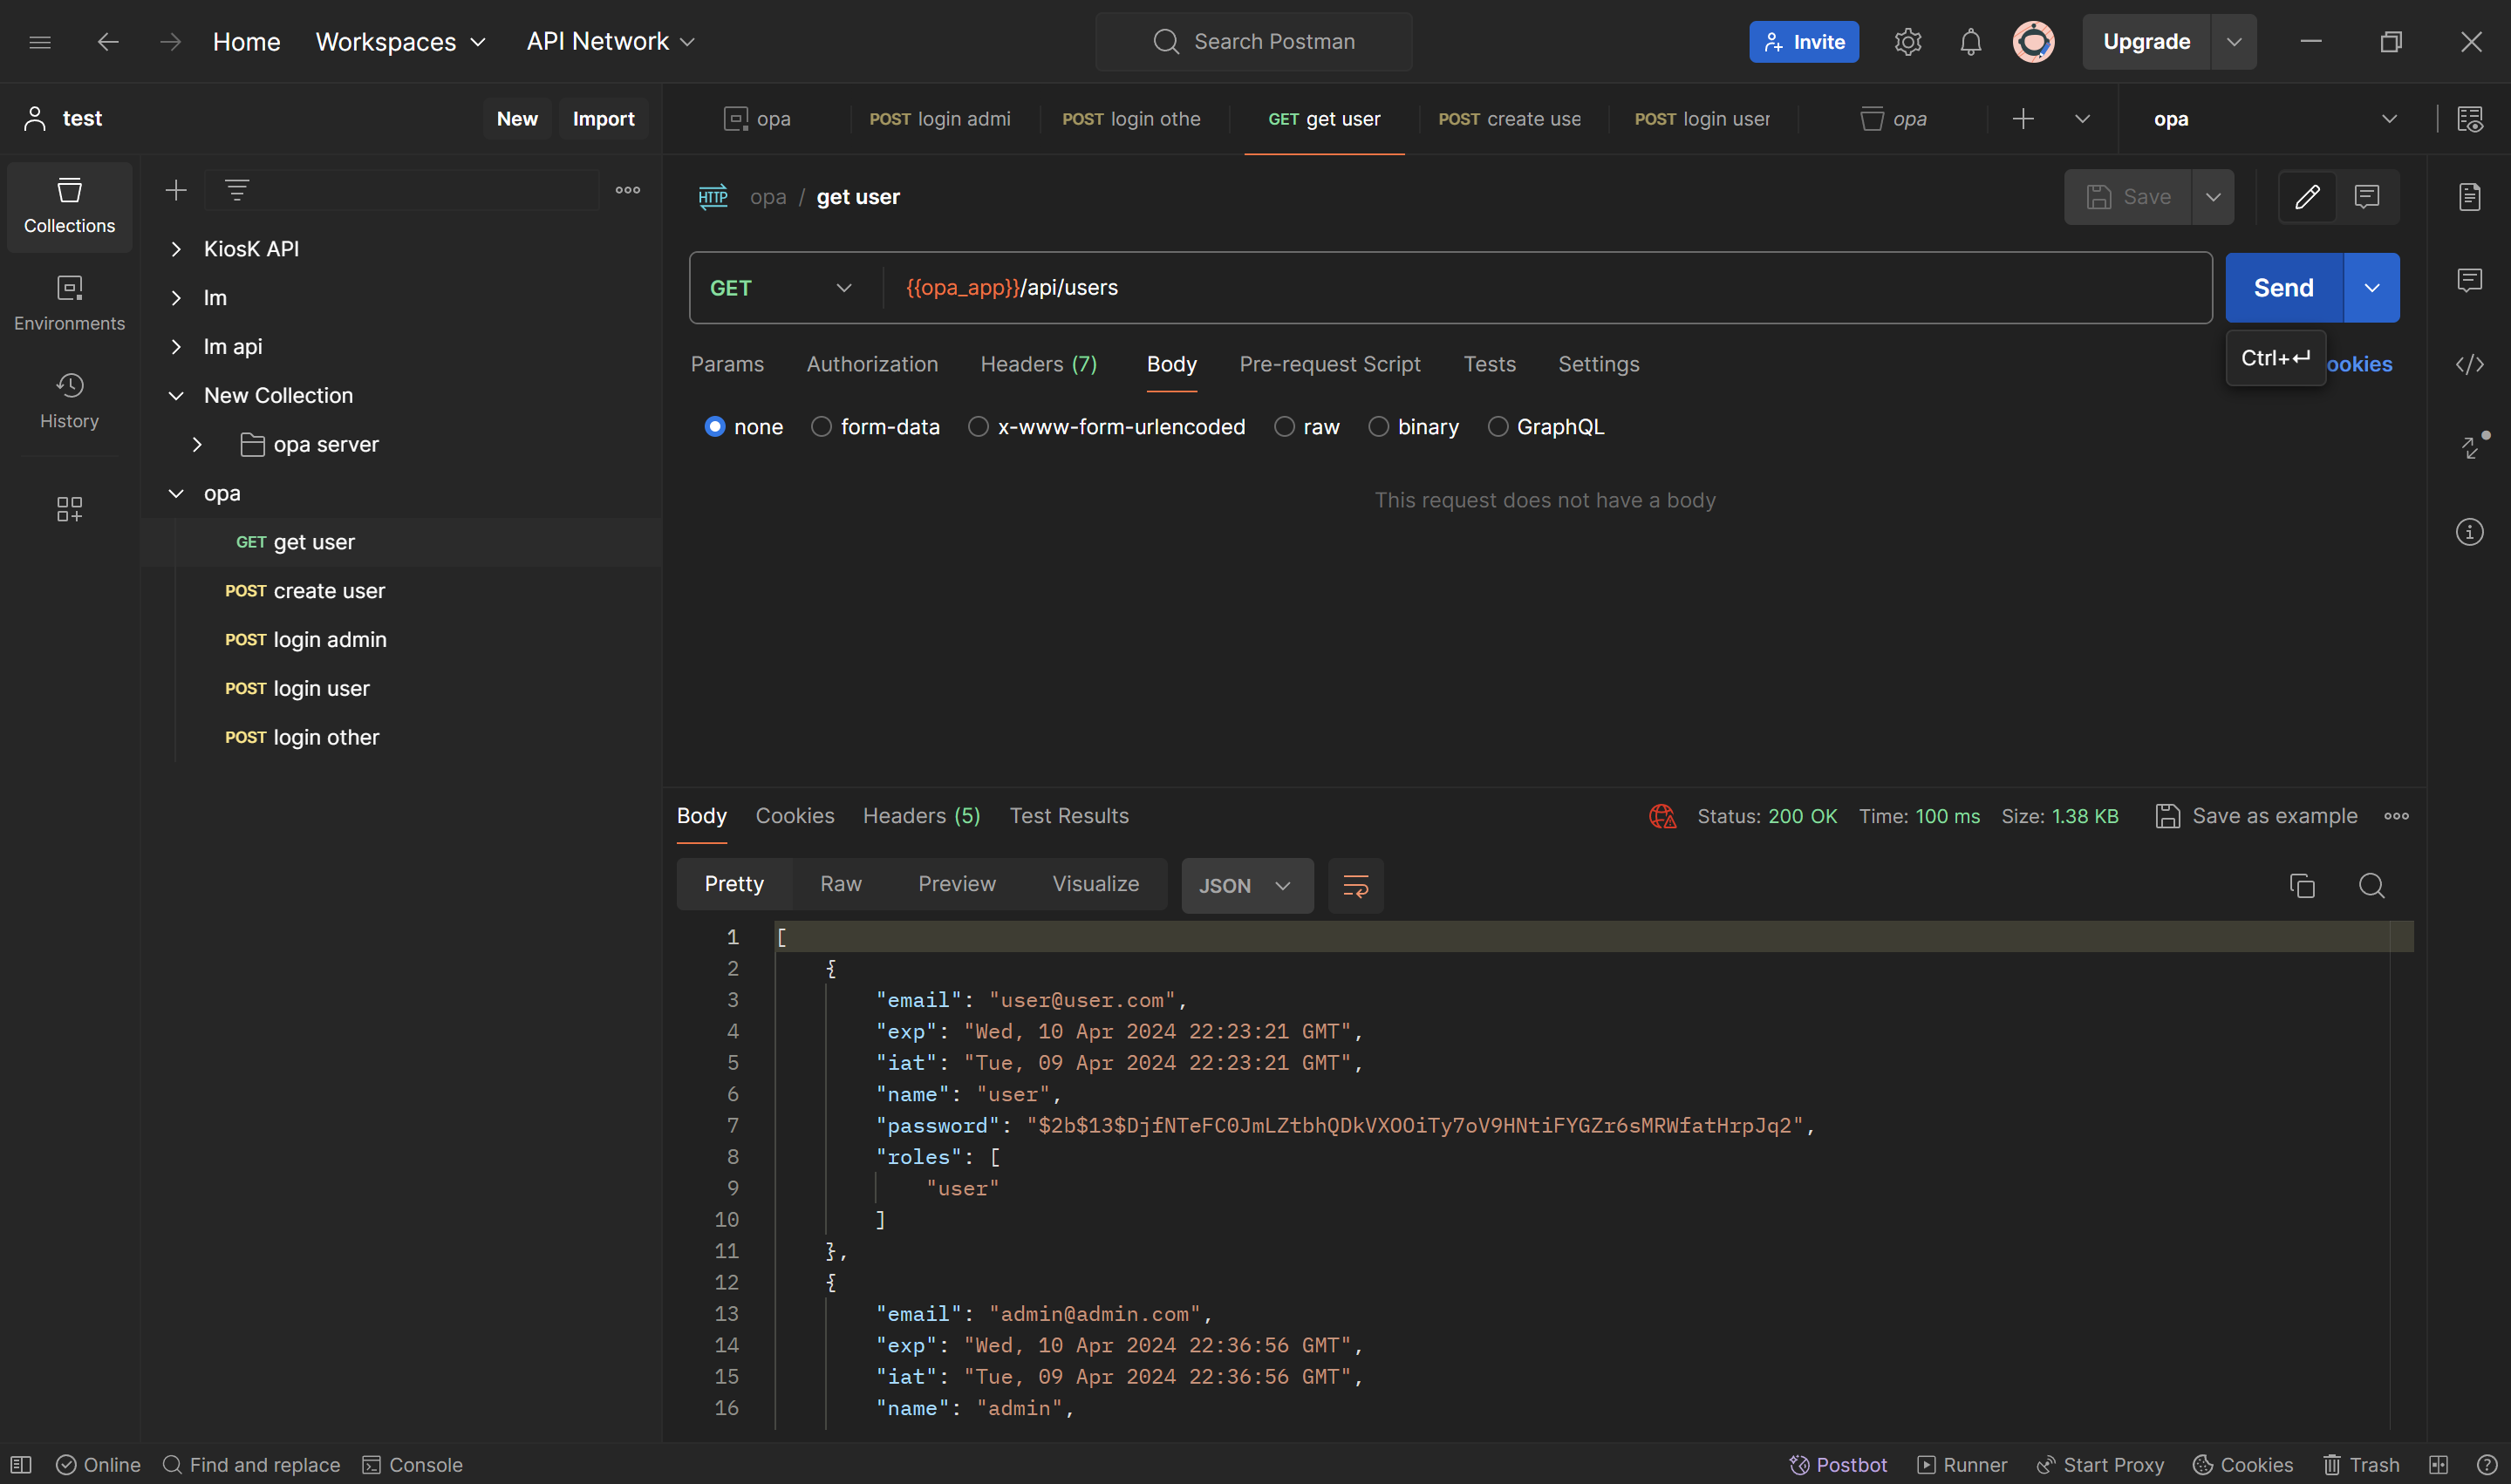 Home Workspaces API Network Search Postman Invite Upgrade
test New Import opa POST login admi POST login othe GET get user POST create use POST login user opa opa
Collections
Environments
History
KiosK API
lm
lm api
New Collection
opa server
opa
GET get user
POST create user
POST login admin
POST login user
POST login other
HTTP opa / get user Save
GET {{opa_app}}/api/users Send
Ctrl+↵
Params Authorization Headers (7) Body Pre-request Script Tests Settings ookies
none form-data x-www-form-urlencoded raw binary GraphQL
This request does not have a body
Body Cookies Headers (5) Test Results Status: 200 OK Time: 100 ms Size: 1.38 KB Save as example
Pretty Raw Preview Visualize JSON
1 [
2 {
3 "email": "user@user.com",
4 "exp": "Wed, 10 Apr 2024 22:23:21 GMT",
5 "iat": "Tue, 09 Apr 2024 22:23:21 GMT",
6 "name": "user",
7 "password": "$2b$13$DjfNTeFC0JmLZtbhQDkVXOOiTy7oV9HNtiFYGZr6sMRWfatHrpJq2",
8 "roles": [
9 "user"
10 ]
11 },
12 {
13 "email": "admin@admin.com",
14 "exp": "Wed, 10 Apr 2024 22:36:56 GMT",
15 "iat": "Tue, 09 Apr 2024 22:36:56 GMT",
16 "name": "admin",
Online Find and replace Console Postbot Runner Start Proxy Cookies Trash